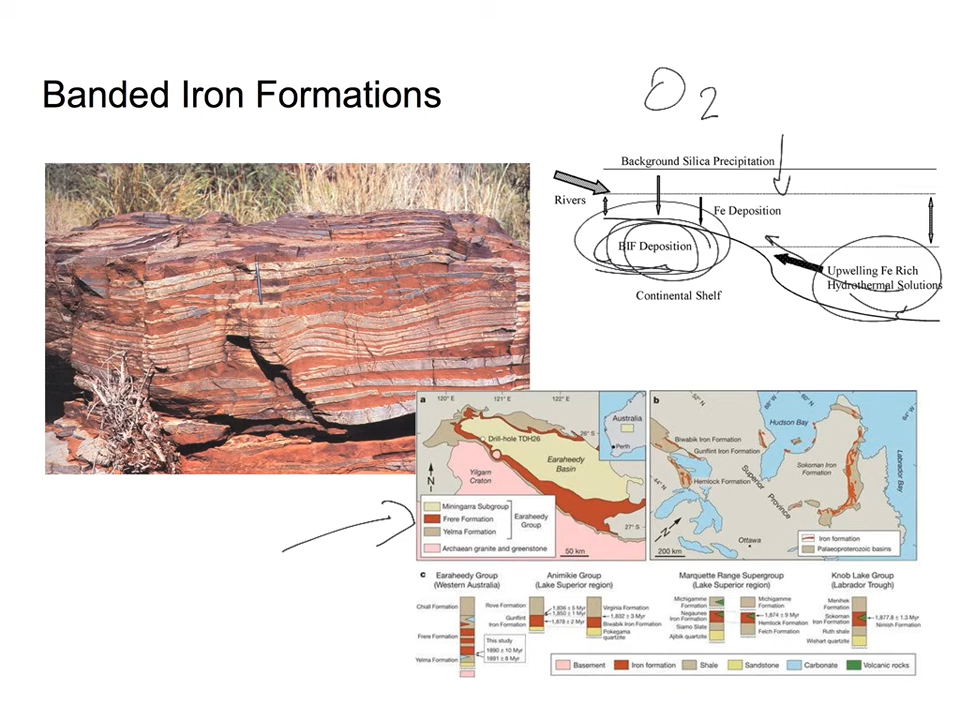 Banded Iron Formations
O2
Background Silica Precipitation
Rivers
Fe Deposition
BIF Deposition
Upwelling Fe Rich
Hydrothermal Solutions
Continental Shelf
a
120° E
121° E
122° E
Australia
Perth
26° S
Drill-hole TDH26
Earaheedy
Basin
Yilgarn
Craton
N
Miningarra Subgroup
Frere Formation
Yelma Formation
Earaheedy
Group
Archaean granite and greenstone
27° S
50 km
b
52° N
68° W
60° N
Hudson Bay
Biwabik Iron Formation
Gunflint Iron Formation
Sokoman Iron
Formation
Labrador Bay
44° N
Hemlock Formation
Superior
Province
N
Ottawa
200 km
Iron formation
Palaeoproterozoic basins
c
Earaheedy Group
(Western Australia)
Animikie Group
(Lake Superior region)
Marquette Range Supergroup
(Lake Superior region)
Knob Lake Group
(Labrador Trough)
Chiall Formation
Frere Formation
Yelma Formation
This study
1890 ± 10 Myr
1891 ± 8 Myr
Rove Formation
Gunflint
Iron Formation
1,836 ± 5 Myr
1,850 ± 1 Myr
1,878 ± 2 Myr
Virginia Formation
1,832 ± 3 Myr
Biwabik Iron Formation
Pokegama
quartzite
Michigamme
Formation
Negaunee
Iron Formation
Siamo Slate
Ajibik quartzite
Michigamme
Formation
1,874 ± 9 Myr
Hemlock Formation
Felch Formation
Menihek
Formation
Sokoman
Iron Formation
Ruth shale
Wishart quartzite
1,877.8 ± 1.3 Myr
Nimish Formation
Basement
Iron formation
Shale
Sandstone
Carbonate
Volcanic rocks